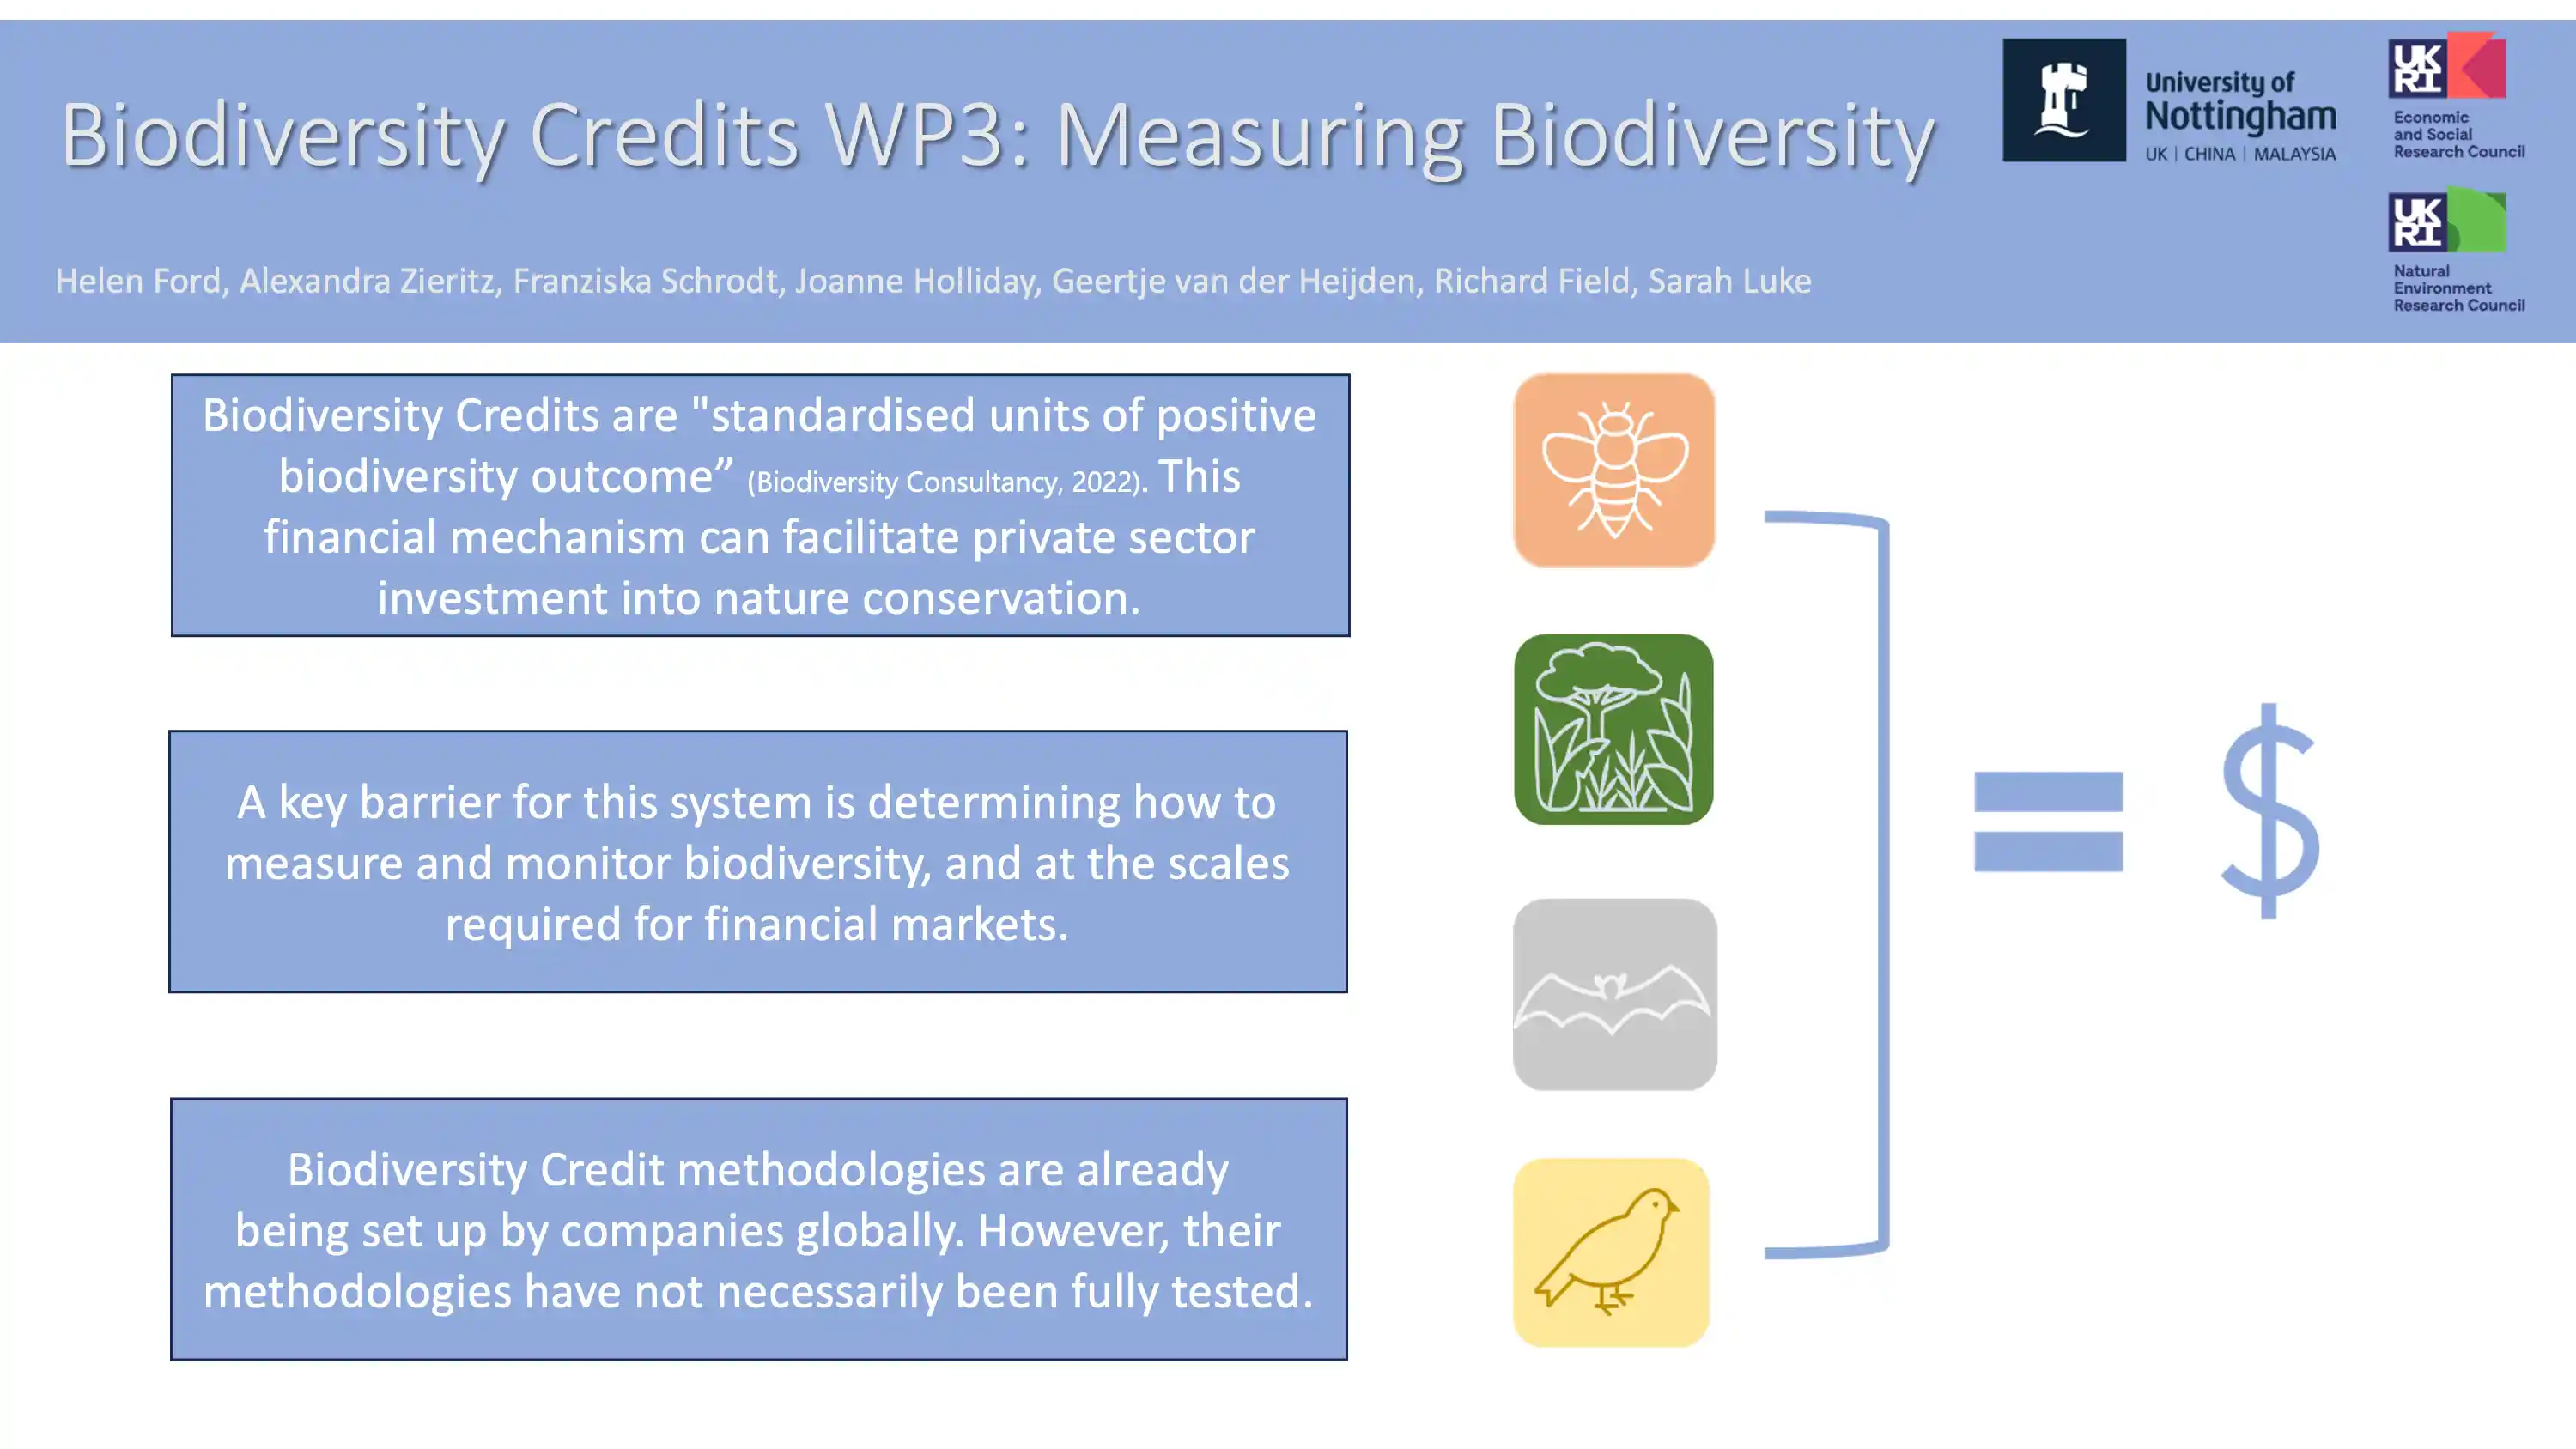 Biodiversity Credits WP3: Measuring Biodiversity
Helen Ford, Alexandra Zieritz, Franziska Schrodt, Joanne Holliday, Geertje van der Heijden, Richard Field, Sarah Luke
University of
Nottingham
UK | CHINA | MALAYSIA
UK
RI
Economic
and Social
Research Council
UK
RI
Natural
Environment
Research Council
Biodiversity Credits are "standardised units of positive
biodiversity outcome” (Biodiversity Consultancy, 2022). This
financial mechanism can facilitate private sector
investment into nature conservation.
A key barrier for this system is determining how to
measure and monitor biodiversity, and at the scales
required for financial markets.
Biodiversity Credit methodologies are already
being set up by companies globally. However, their
methodologies have not necessarily been fully tested.
= $